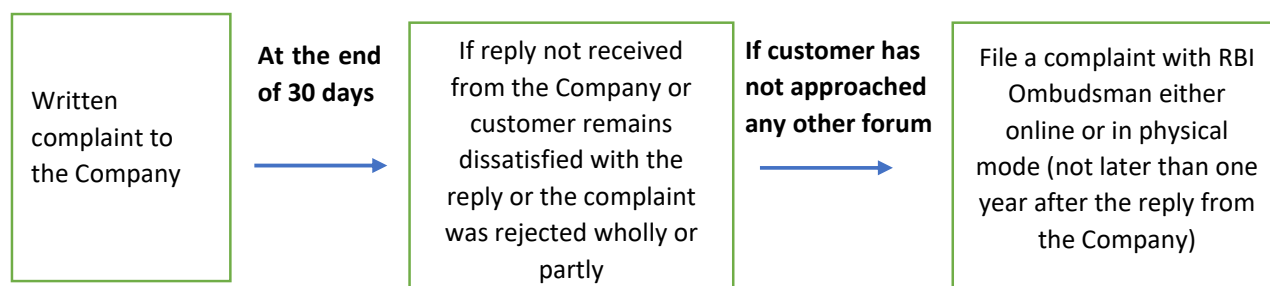 Written
complaint to
the Company
At the end
of 30 days
If reply not received
from the Company or
customer remains
dissatisfied with the
reply or the complaint
was rejected wholly or
partly
If customer has
not approached
any other forum
File a complaint with RBI
Ombudsman either
online or in physical
mode (not later than one
year after the reply from
the Company)